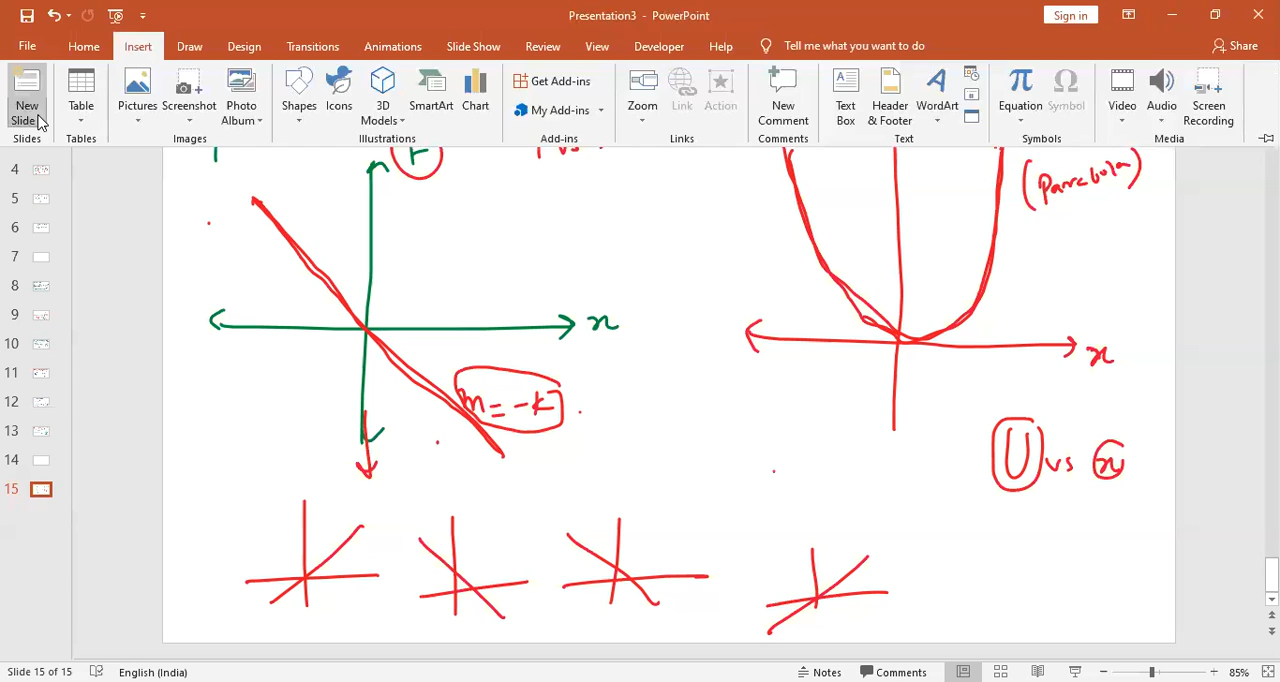 Presentation3 - PowerPoint
Sign in
File Home Insert Draw Design Transitions Animations Slide Show Review View Developer Help Tell me what you want to do Share
New Slide
Table
Pictures
Screenshot
Photo Album
Shapes
Icons
3D Models
SmartArt
Chart
Get Add-ins
My Add-ins
Zoom
Link
Action
New Comment
Text Box
Header & Footer
WordArt
Equation
Symbol
Video
Audio
Screen Recording
Slides Tables Images Illustrations Add-ins Links Comments Text Symbols Media
4
5
6
7
8
9
10
11
12
13
14
15
F
(Parabola)
x
x
m = -K
U vs x
Slide 15 of 15 English (India) Notes Comments 85%